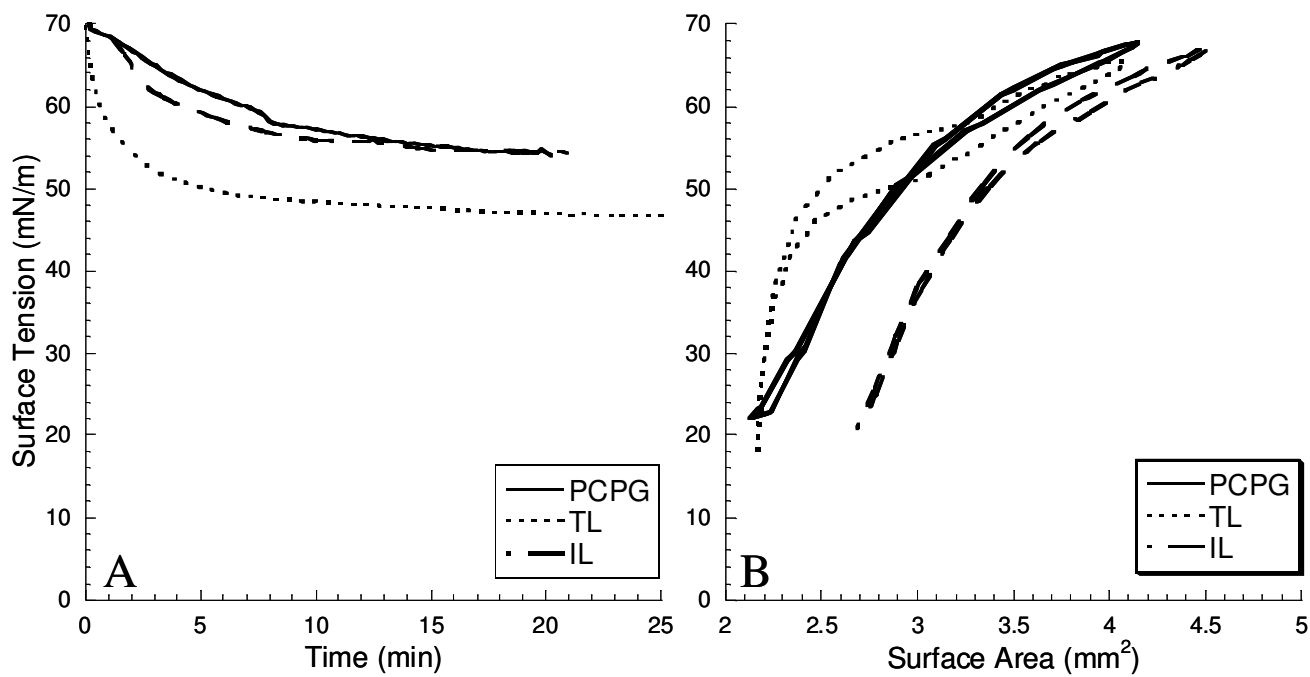 Surface Tension (mN/m)
70
60
50
40
30
20
10
0
PCPG
TL
IL
A
0 5 10 15 20 25
Time (min)
70
60
50
40
30
20
10
0
PCPG
TL
IL
B
2 2.5 3 3.5 4 4.5 5
Surface Area (mm²)